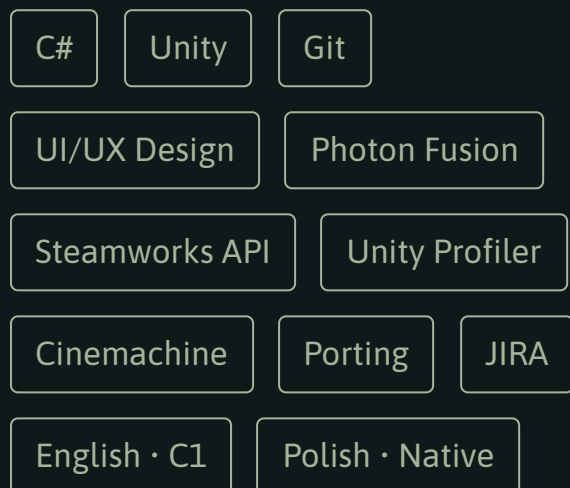 C# Unity Git
UI/UX Design Photon Fusion
Steamworks API Unity Profiler
Cinemachine Porting JIRA
English · C1 Polish · Native